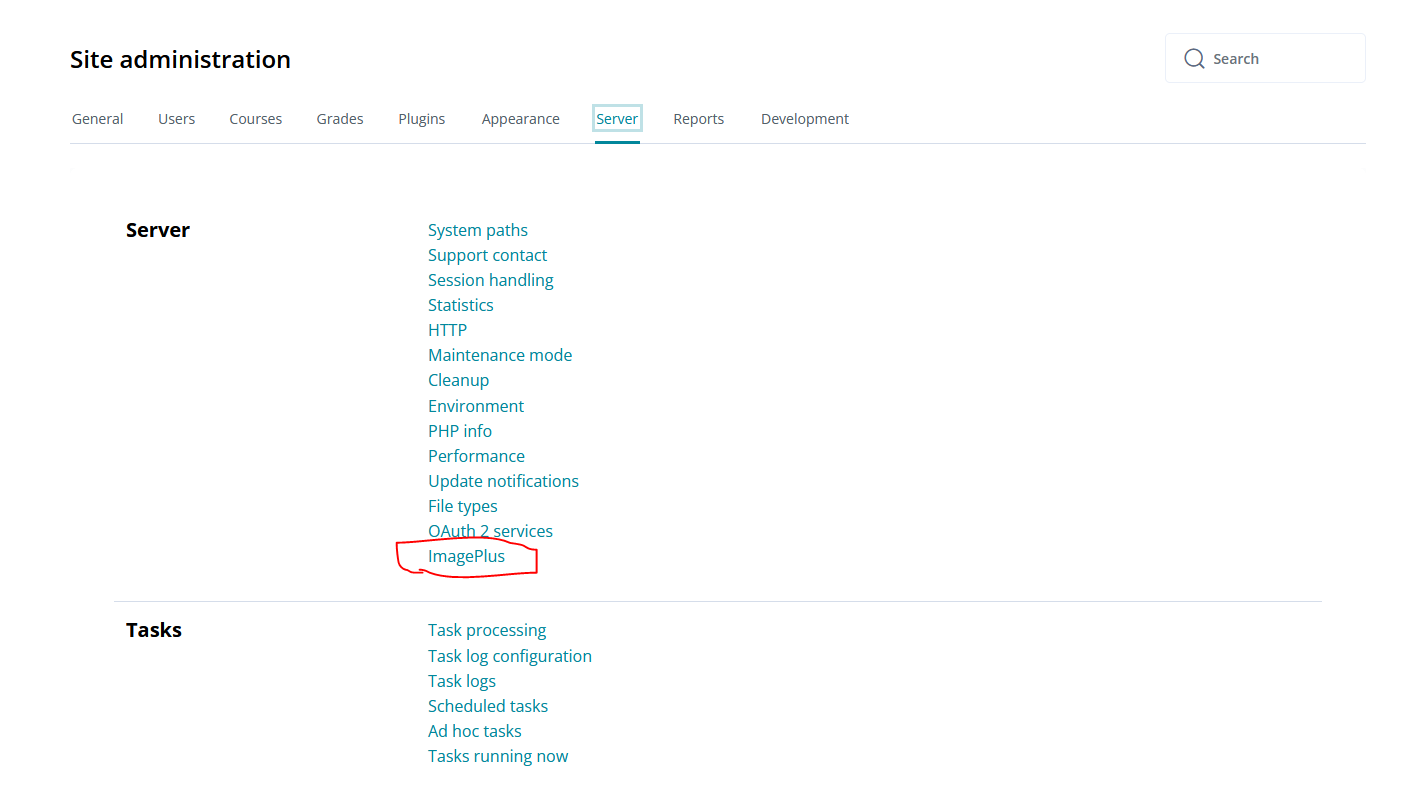 Site administration
Search
General Users Courses Grades Plugins Appearance Server Reports Development
Server
System paths
Support contact
Session handling
Statistics
HTTP
Maintenance mode
Cleanup
Environment
PHP info
Performance
Update notifications
File types
OAuth 2 services
ImagePlus
Tasks
Task processing
Task log configuration
Task logs
Scheduled tasks
Ad hoc tasks
Tasks running now